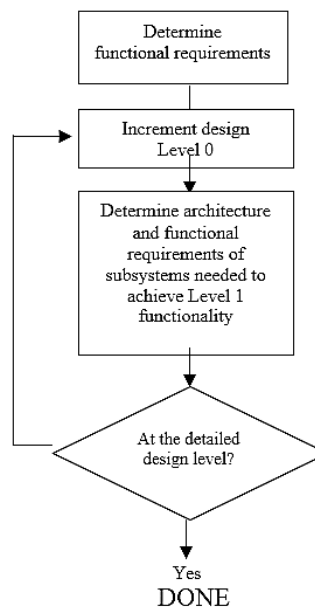 Determine
functional requirements
Increment design
Level 0
Determine architecture
and functional
requirements of
subsystems needed to
achieve Level 1
functionality
At the detailed
design level?
Yes
DONE